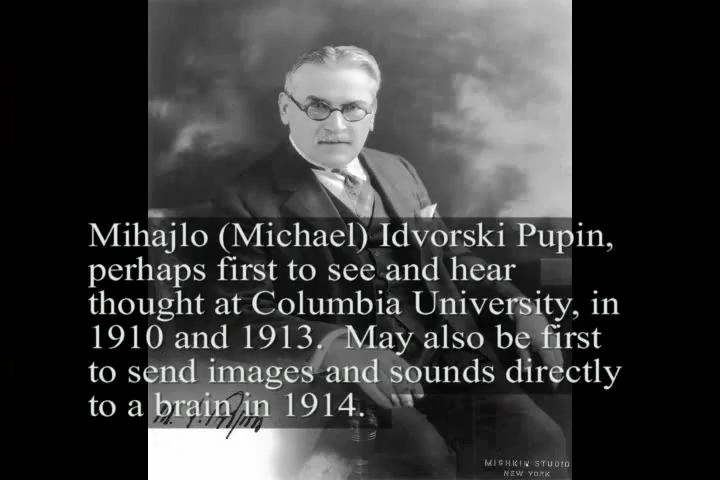 Mihajlo (Michael) Idvorski Pupin,
perhaps first to see and hear
thought at Columbia University, in
1910 and 1913. May also be first
to send images and sounds directly
to a brain in 1914.
MISHKIN STUDIO
NEW YORK